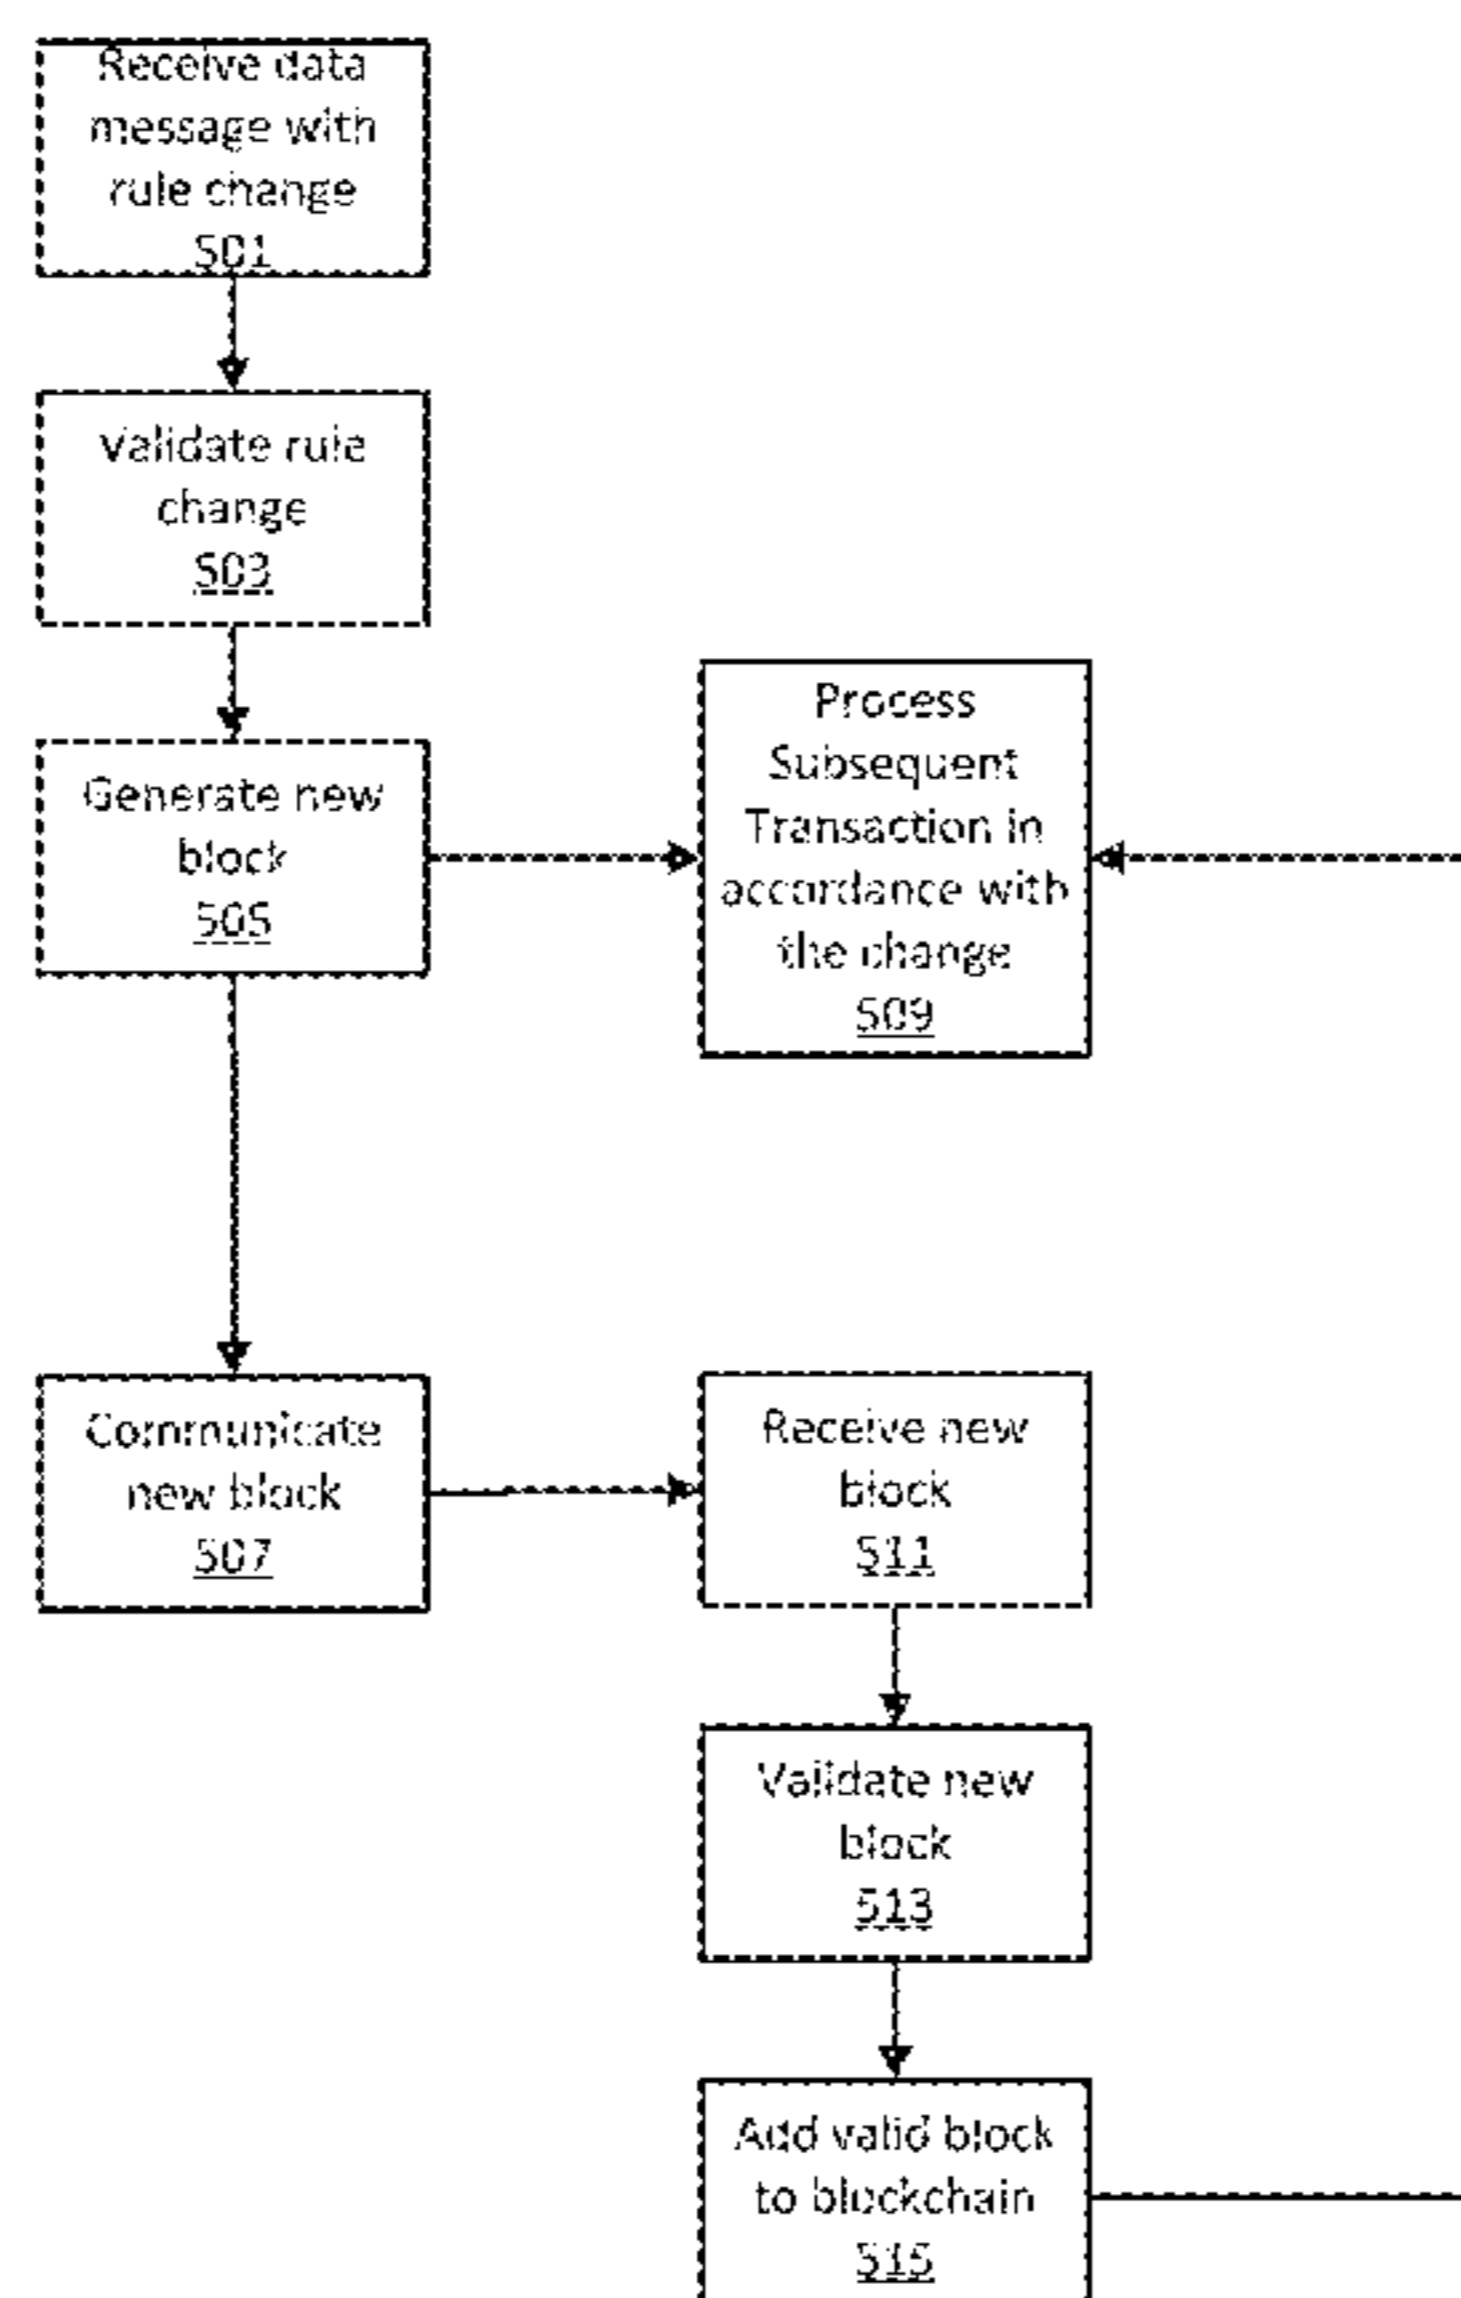 Receive data
message with
rule change
501
Validate rule
change
503
Generate new
block
505
Process
Subsequent
Transaction in
accordance with
the change
509
Communicate
new block
507
Receive new
block
511
Validate new
block
513
Add valid block
to blockchain
515